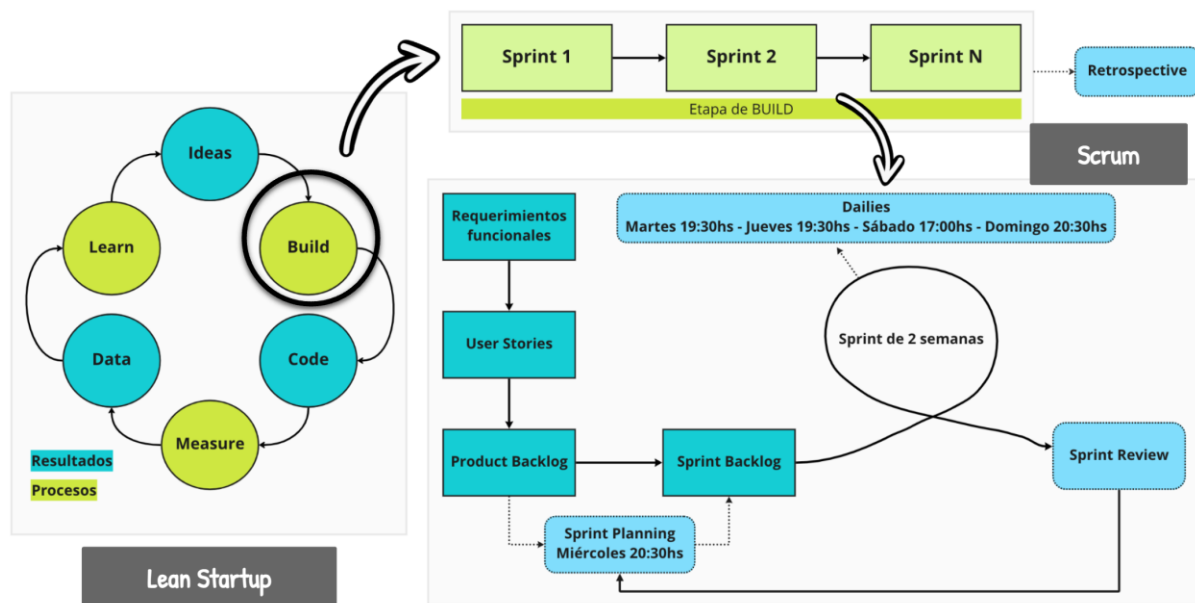 Ideas
Build
Code
Measure
Data
Learn
Resultados
Procesos
Lean Startup
Sprint 1
Sprint 2
Sprint N
Etapa de BUILD
Retrospective
Scrum
Requerimientos
funcionales
User Stories
Product Backlog
Sprint Backlog
Sprint Planning
Miércoles 20:30hs
Dailies
Martes 19:30hs - Jueves 19:30hs - Sábado 17:00hs - Domingo 20:30hs
Sprint de 2 semanas
Sprint Review